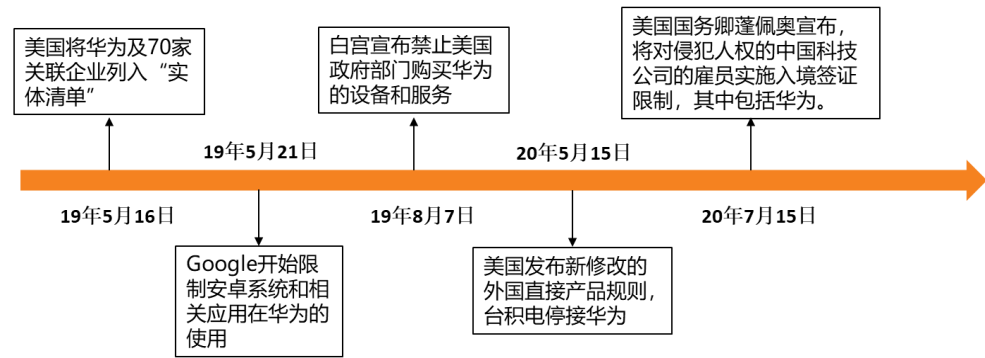 美国将华为及70家
关联企业列入“实
体清单”
白宫宣布禁止美国
政府部门购买华为
的设备和服务
美国国务卿蓬佩奥宣布，
将对侵犯人权的中国科技
公司的雇员实施入境签证
限制，其中包括华为。
19年5月21日
20年5月15日
19年5月16日
19年8月7日
20年7月15日
Google开始限
制安卓系统和相
关应用在华为的
使用
美国发布新修改的
外国直接产品规则，
台积电停接华为